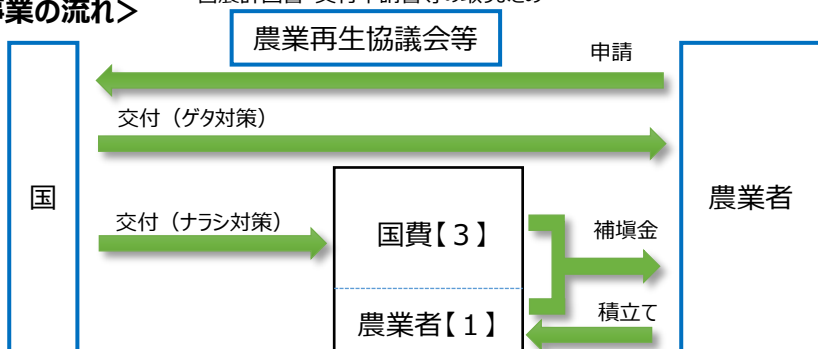 業の流れ>
農業再生協議会等
申請
交付（ゲタ対策）
国
農業者
交付（ナラシ対策）
国費【３】
補塡金
農業者【１】
積立て